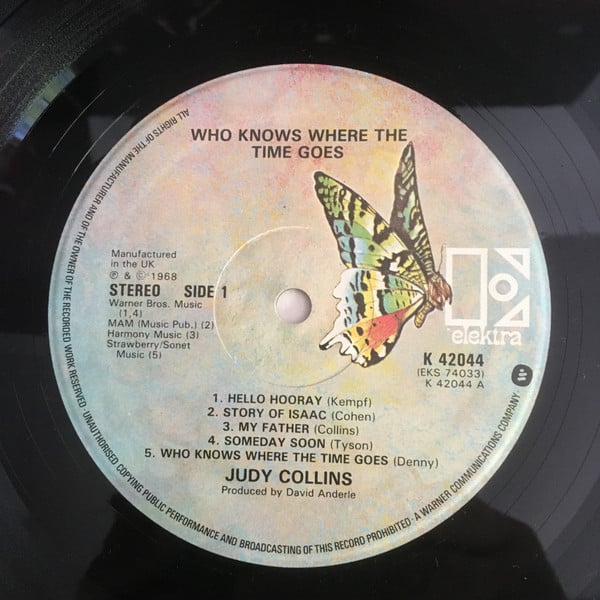 WHO KNOWS WHERE THE
TIME GOES
Manufactured
in the UK
Ⓟ & © 1968
STEREO SIDE 1
Warner Bros. Music
(1,4)
MAM (Music Pub.) (2)
Harmony Music (3)
Strawberry/Sonet
Music (5)
elektra
K 42044
(EKS 74033)
K 42044 A
1. HELLO HOORAY (Kempf)
2. STORY OF ISAAC (Cohen)
3. MY FATHER (Collins)
4. SOMEDAY SOON (Tyson)
5. WHO KNOWS WHERE THE TIME GOES (Denny)
JUDY COLLINS
Produced by David Anderle
ALL RIGHTS OF THE MANUFACTURER AND OF THE OWNER OF THE RECORDED WORK RESERVED · UNAUTHORISED COPYING PUBLIC PERFORMANCE AND BROADCASTING OF THIS RECORD PROHIBITED · A WARNER COMMUNICATIONS COMPANY